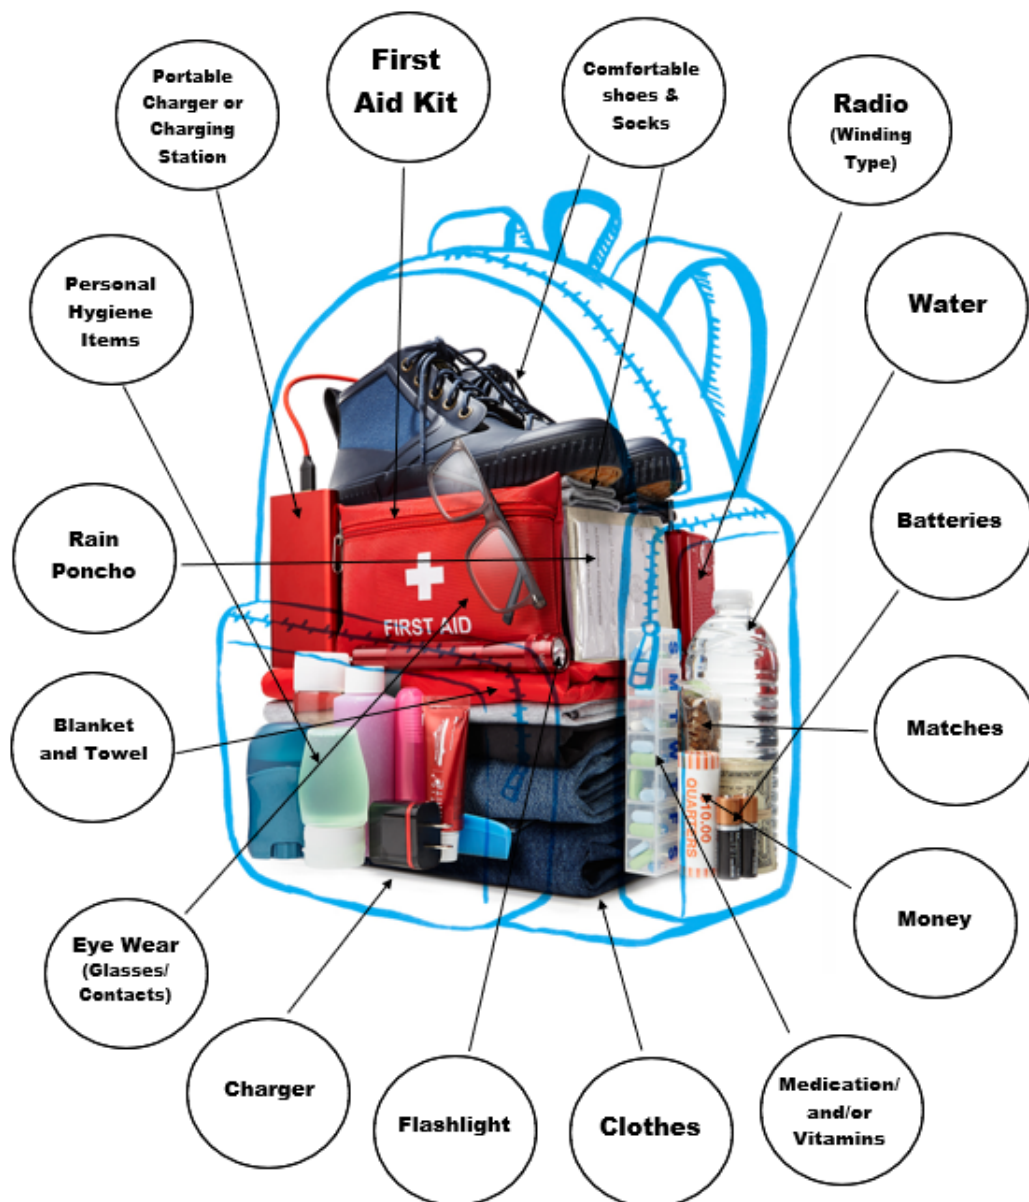 Portable
Charger or
Charging
Station
First
Aid Kit
Comfortable
shoes &
Socks
Radio
(Winding
Type)
Personal
Hygiene
Items
Water
Rain
Poncho
Batteries
FIRST AID
Blanket
and Towel
Matches
S
M
T
W
$10.00
QUARTERS
Eye Wear
(Glasses/
Contacts)
Money
Charger
Flashlight
Clothes
Medication/
and/or
Vitamins